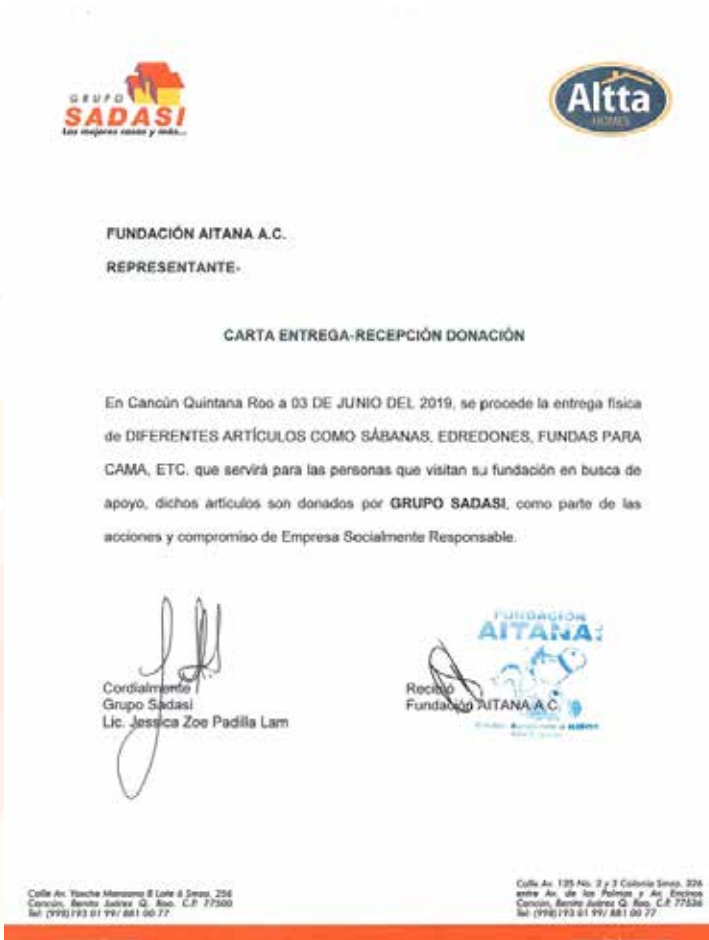 GRUPO
SADASI
Las mejores casas y más...
Altta
HOMES
FUNDACIÓN AITANA A.C.
REPRESENTANTE-
CARTA ENTREGA-RECEPCIÓN DONACIÓN
En Cancún Quintana Roo a 03 DE JUNIO DEL 2019, se procede la entrega física
de DIFERENTES ARTÍCULOS COMO SÁBANAS, EDREDONES, FUNDAS PARA
CAMA, ETC. que servirá para las personas que visitan su fundación en busca de
apoyo, dichos artículos son donados por GRUPO SADASI, como parte de las
acciones y compromiso de Empresa Socialmente Responsable.
Cordialmente
Grupo Sadasi
Lic. Jessica Zoe Padilla Lam
FUNDACIÓN
AITANA
Recibió
Fundación AITANA A.C.
Calle Av. Yaxche Manzana 8 Lote 6 Smza. 256
Cancún, Benito Juárez Q. Roo. C.P. 77500
Tel: (998)193 01 99/ 881 00 77
Calle Av. 135 No. 2 y 3 Colonia Smza. 326
entre Av. de las Palmas y Av. Encinos
Cancún, Benito Juárez Q. Roo. C.P. 77536
Tel: (998)193 01 99/ 881 00 77